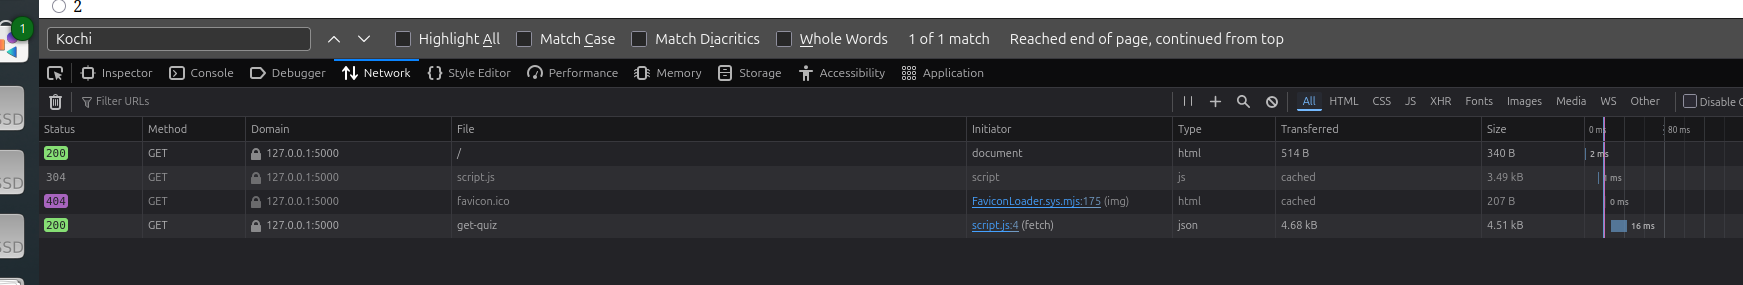 2
1
Kochi Highlight All Match Case Match Diacritics Whole Words 1 of 1 match Reached end of page, continued from top
Inspector Console Debugger Network Style Editor Performance Memory Storage Accessibility Application
SSD
Filter URLs All HTML CSS JS XHR Fonts Images Media WS Other Disable C
Status Method Domain File Initiator Type Transferred Size 0 ms 80 ms
200 GET 127.0.0.1:5000 / document html 514 B 340 B 2 ms
304 GET 127.0.0.1:5000 script.js script js cached 3.49 kB 1 ms
SSD
404 GET 127.0.0.1:5000 favicon.ico FaviconLoader.sys.mjs:175 (img) html cached 207 B 0 ms
200 GET 127.0.0.1:5000 get-quiz script.js:4 (fetch) json 4.68 kB 4.51 kB 16 ms
SSD